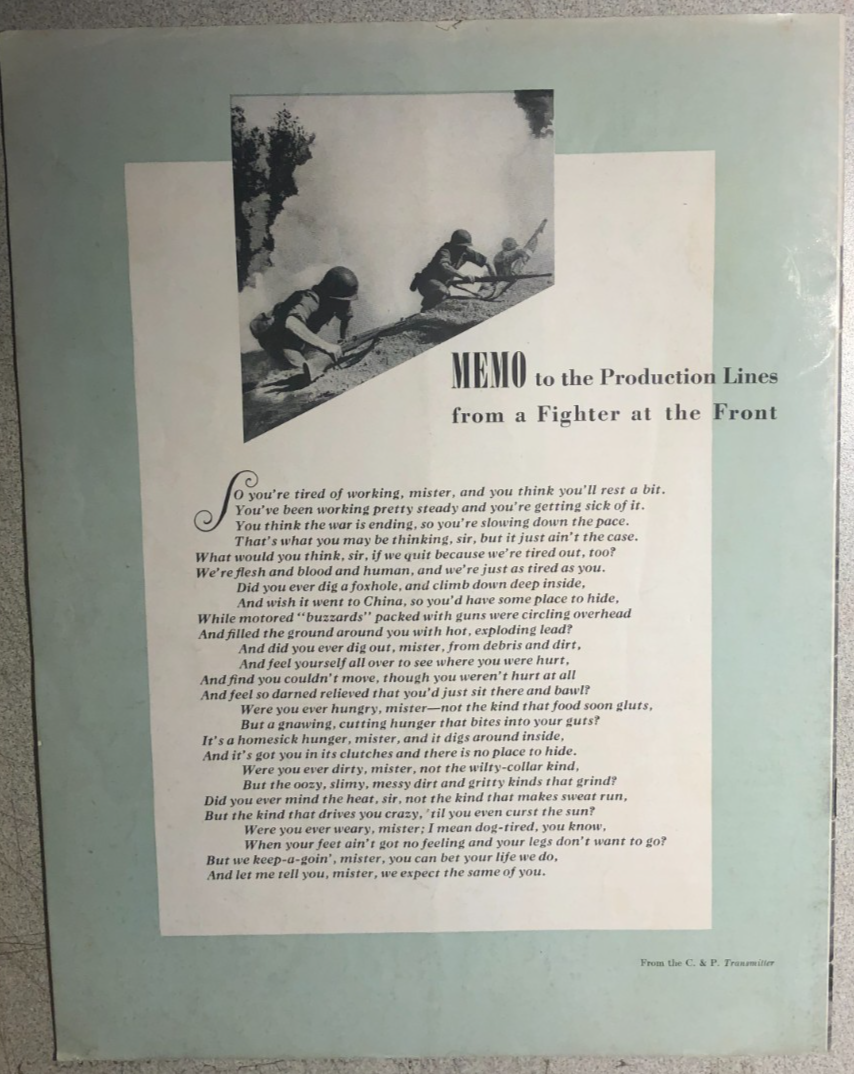 MEMO to the Production Lines
from a Fighter at the Front
SO you're tired of working, mister, and you think you'll rest a bit.
You've been working pretty steady and you're getting sick of it.
You think the war is ending, so you're slowing down the pace.
That's what you may be thinking, sir, but it just ain't the case.
What would you think, sir, if we quit because we're tired out, too?
We're flesh and blood and human, and we're just as tired as you.
Did you ever dig a foxhole, and climb down deep inside,
And wish it went to China, so you'd have some place to hide,
While motored "buzzards" packed with guns were circling overhead
And filled the ground around you with hot, exploding lead?
And did you ever dig out, mister, from debris and dirt,
And feel yourself all over to see where you were hurt,
And find you couldn't move, though you weren't hurt at all
And feel so darned relieved that you'd just sit there and bawl?
Were you ever hungry, mister—not the kind that food soon gluts,
But a gnawing, cutting hunger that bites into your guts?
It's a homesick hunger, mister, and it digs around inside,
And it's got you in its clutches and there is no place to hide.
Were you ever dirty, mister, not the wilty-collar kind,
But the oozy, slimy, messy dirt and gritty kinds that grind?
Did you ever mind the heat, sir, not the kind that makes sweat run,
But the kind that drives you crazy, 'til you even curst the sun?
Were you ever weary, mister; I mean dog-tired, you know,
When your feet ain't got no feeling and your legs don't want to go?
But we keep-a-goin', mister, you can bet your life we do,
And let me tell you, mister, we expect the same of you.
From the C. & P. Transmitter